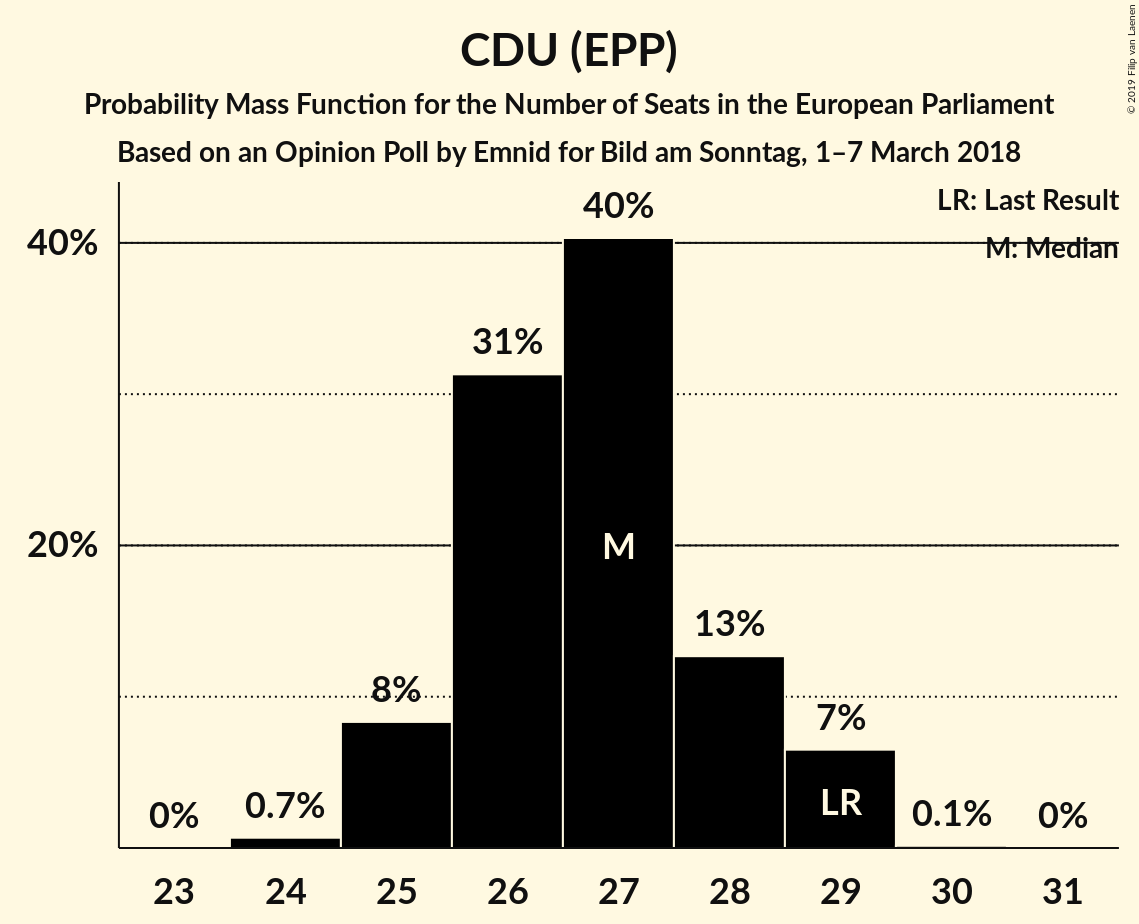 CDU (EPP)
Probability Mass Function for the Number of Seats in the European Parliament
Based on an Opinion Poll by Emnid for Bild am Sonntag, 1–7 March 2018
© 2019 Filip van Laenen
LR: Last Result
M: Median
40%
20%
0%
0.7%
8%
31%
40%
13%
7%
0.1%
0%
M
LR
23 24 25 26 27 28 29 30 31